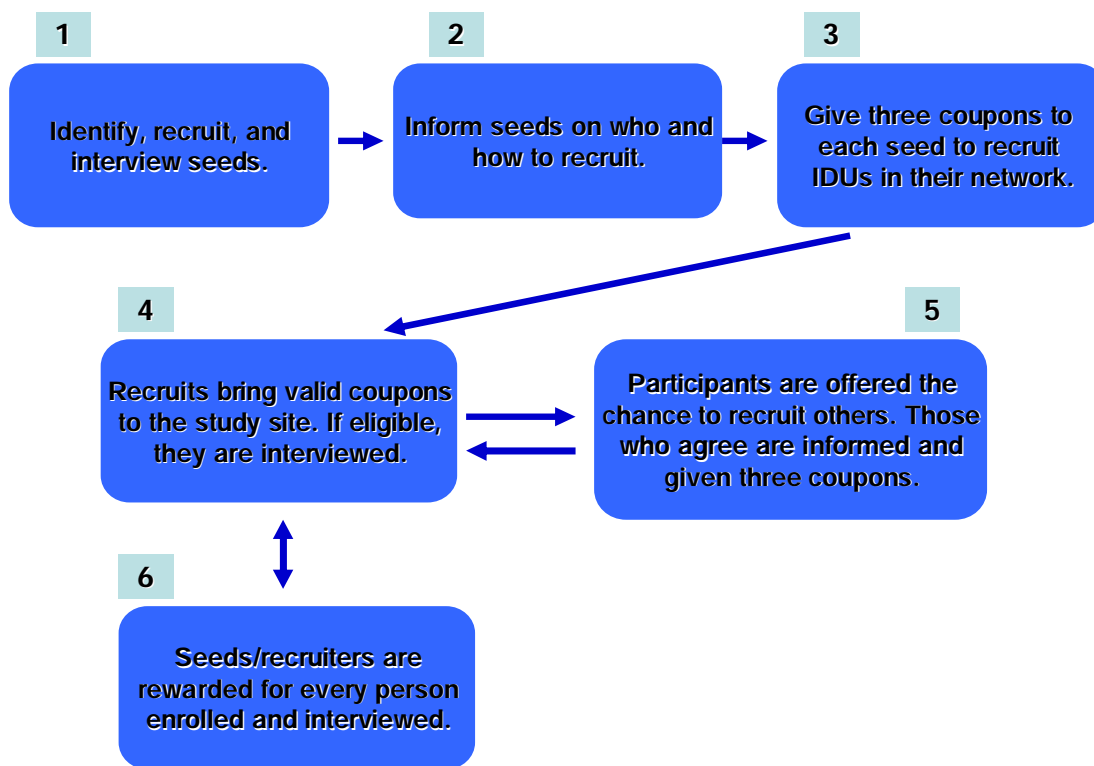 1
Identify, recruit, and
interview seeds.
2
Inform seeds on who and
how to recruit.
3
Give three coupons to
each seed to recruit
IDUs in their network.
4
Recruits bring valid coupons
to the study site. If eligible,
they are interviewed.
5
Participants are offered the
chance to recruit others. Those
who agree are informed and
given three coupons.
6
Seeds/recruiters are
rewarded for every person
enrolled and interviewed.